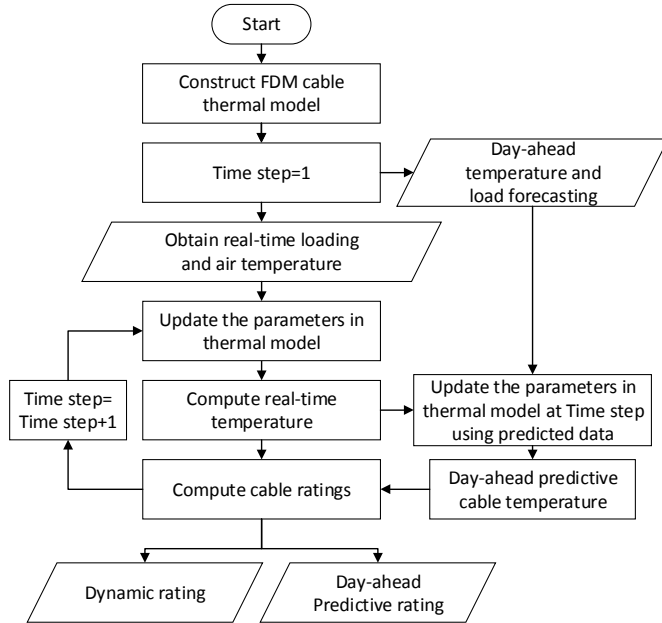 Start
Construct FDM cable
thermal model
Time step=1
Day-ahead
temperature and
load forecasting
Obtain real-time loading
and air temperature
Update the parameters in
thermal model
Time step=
Time step+1
Compute real-time
temperature
Update the parameters in
thermal model at Time step
using predicted data
Compute cable ratings
Day-ahead predictive
cable temperature
Dynamic rating
Day-ahead
Predictive rating